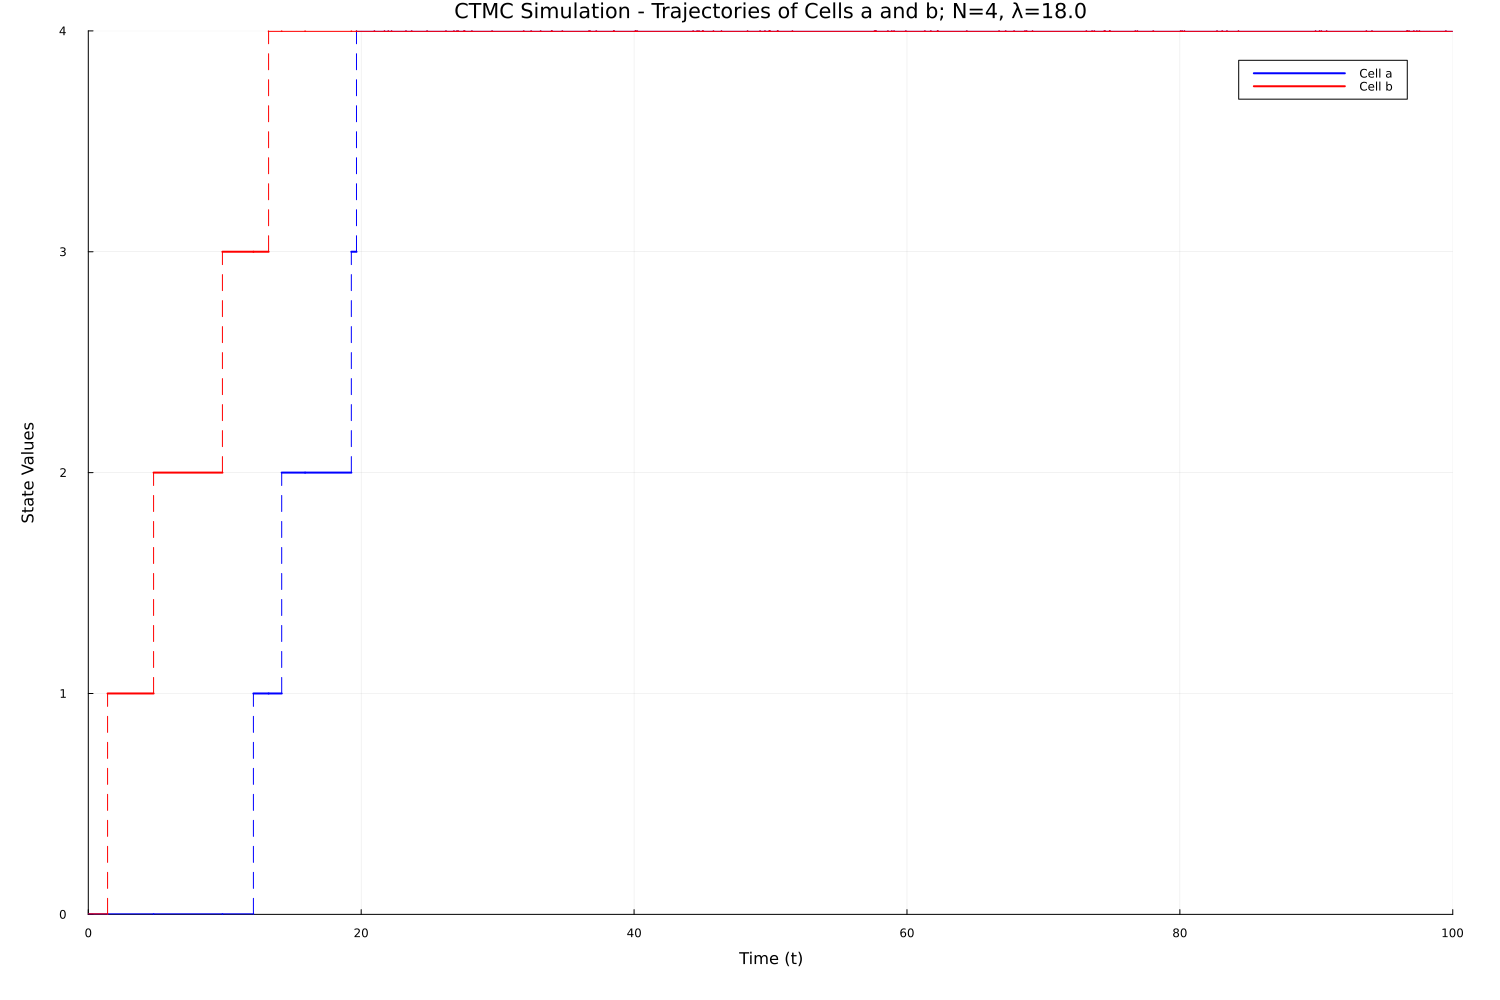 CTMC Simulation - Trajectories of Cells a and b; N=4, λ=18.0
4
Cell a
Cell b
3
State Values
2
1
0
0 20 40 60 80 100
Time (t)